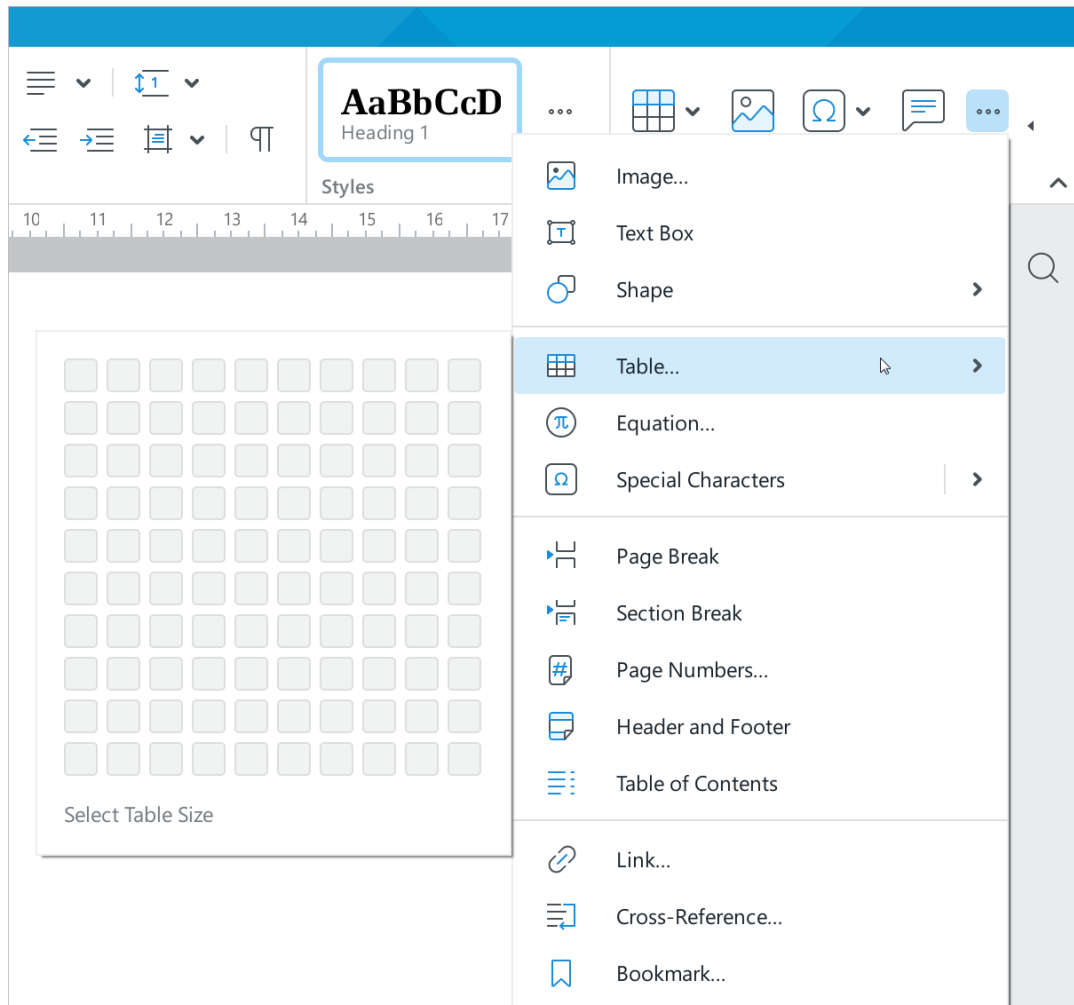 1
AaBbCcD
Heading 1
Styles
10 11 12 13 14 15 16 17
Image...
Text Box
Shape
Table...
Equation...
Special Characters
Page Break
Section Break
Page Numbers...
Header and Footer
Table of Contents
Link...
Cross-Reference...
Bookmark...
Select Table Size